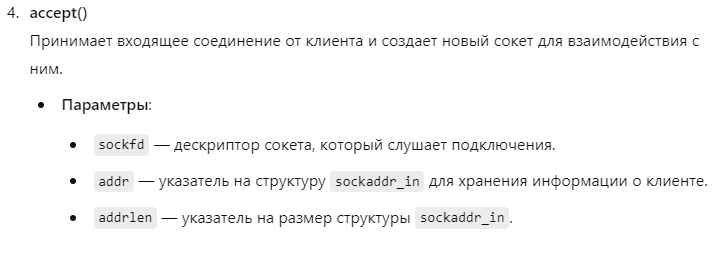 4. accept()
Принимает входящее соединение от клиента и создает новый сокет для взаимодействия с
ним.
• Параметры:
• sockfd — дескриптор сокета, который слушает подключения.
• addr — указатель на структуру sockaddr_in для хранения информации о клиенте.
• addrlen — указатель на размер структуры sockaddr_in.